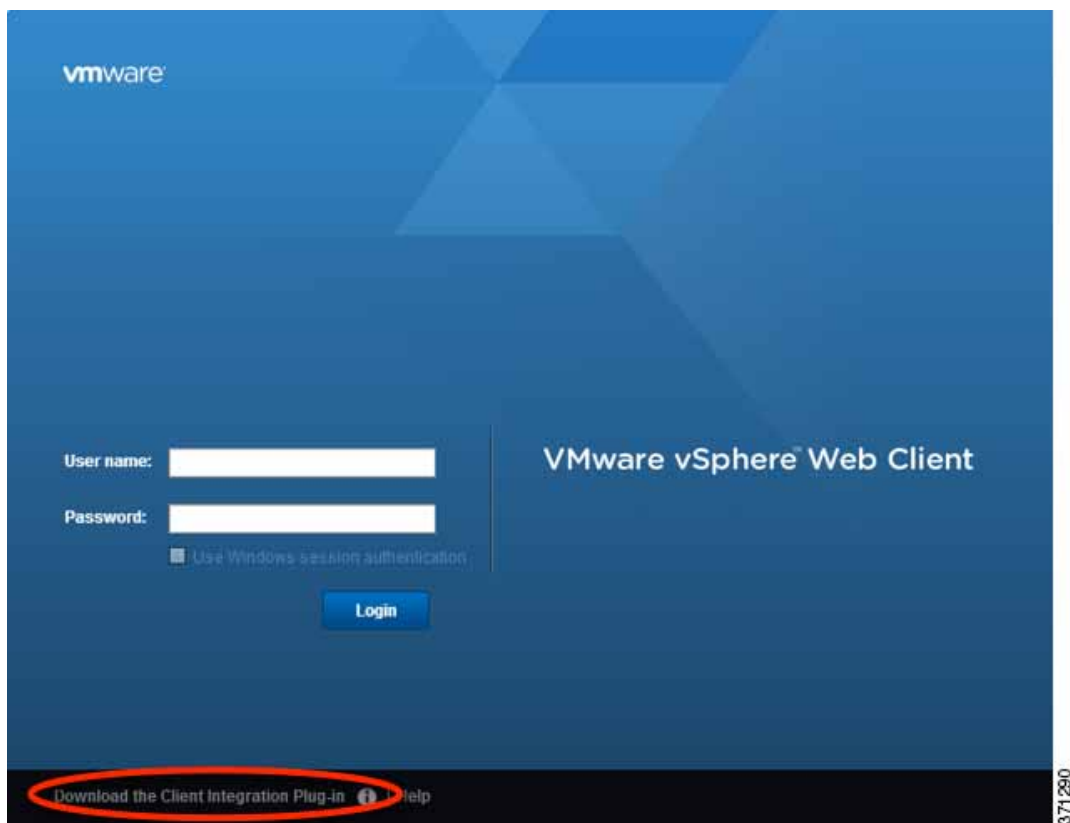 vmware
User name:
VMware vSphere™ Web Client
Password:
Use Windows session authentication
Login
Download the Client Integration Plug-in
Help
371290